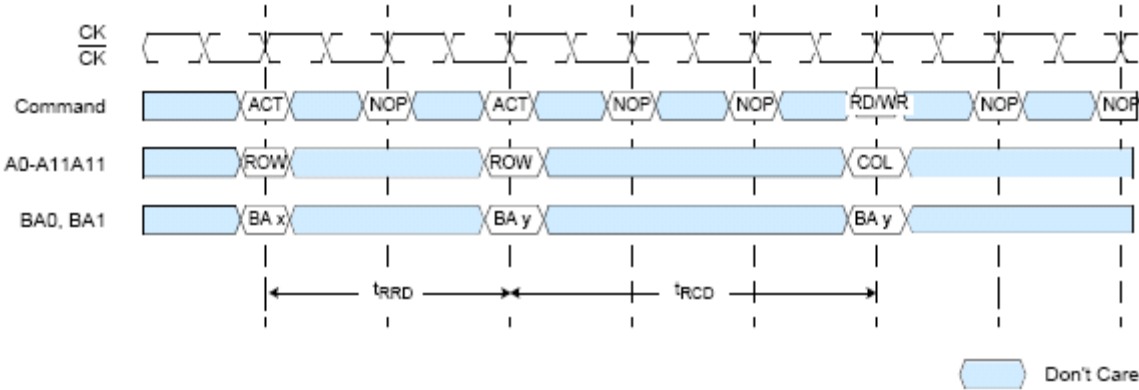 CK
CK
Command ACT NOP ACT NOP NOP RD/WR NOP NOP
A0-A11A11 ROW ROW COL
BA0, BA1 BA x BA y BA y
tRRD tRCD
Don't Care